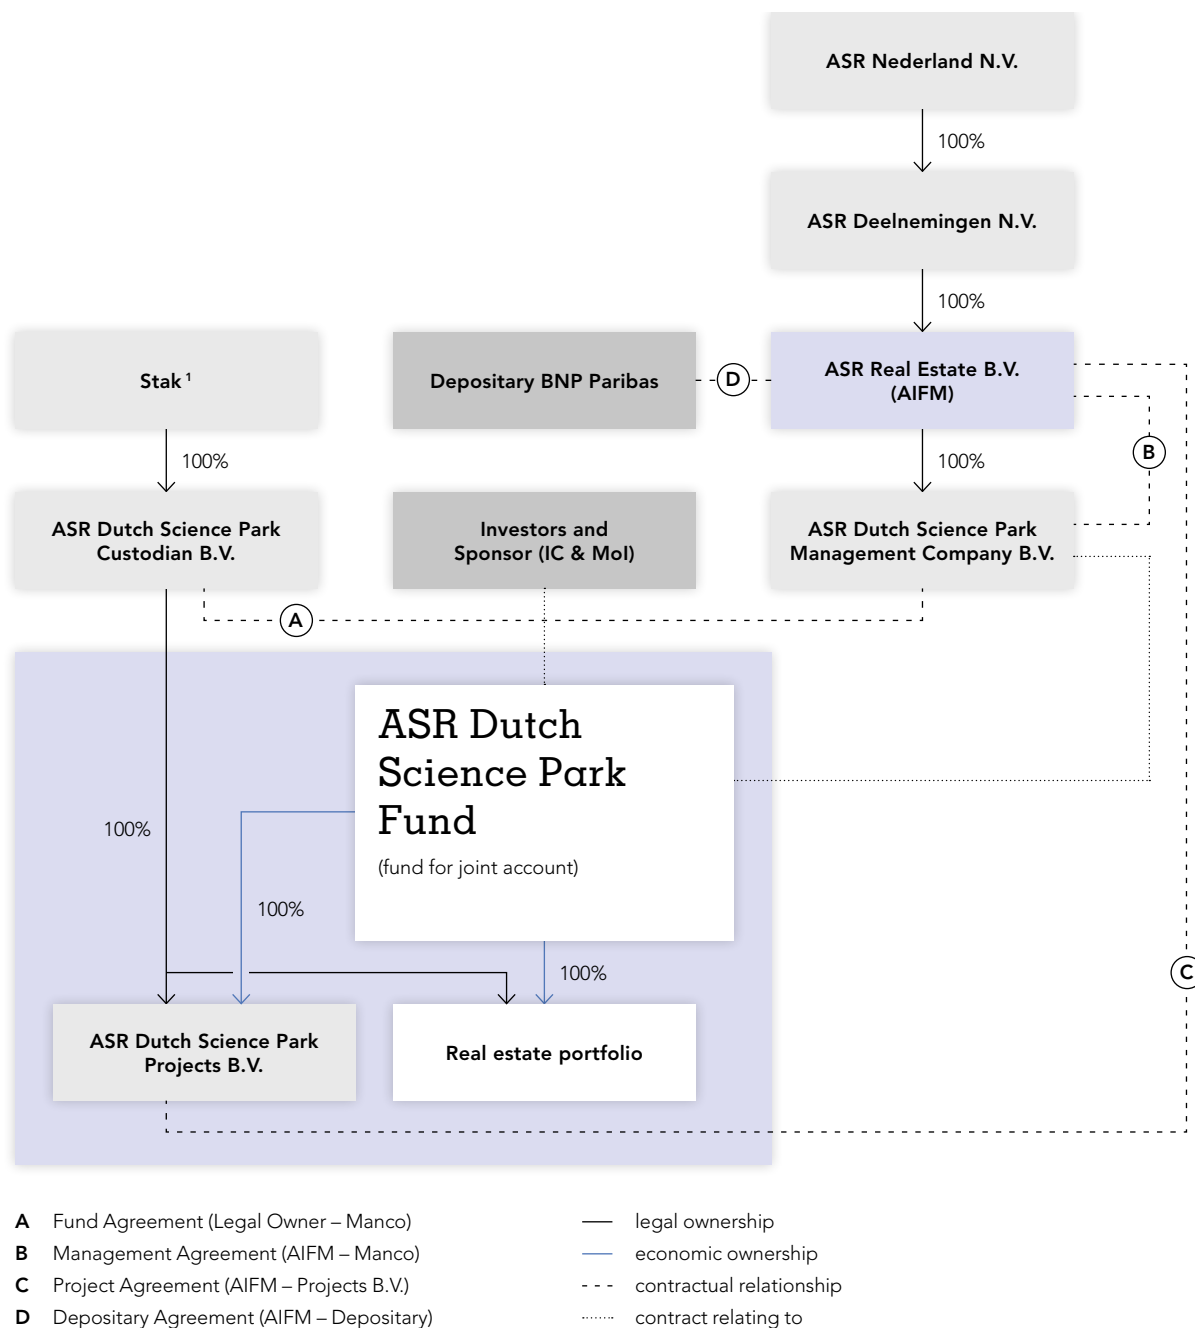 ASR Nederland N.V.
100%
ASR Deelnemingen N.V.
100%
Stak 1
Depositary BNP Paribas
D
ASR Real Estate B.V.
(AIFM)
100%
100%
B
ASR Dutch Science Park
Custodian B.V.
Investors and
Sponsor (IC & MoI)
ASR Dutch Science Park
Management Company B.V.
A
ASR Dutch
Science Park
Fund
(fund for joint account)
100%
100%
100%
C
ASR Dutch Science Park
Projects B.V.
Real estate portfolio
A Fund Agreement (Legal Owner – Manco)
B Management Agreement (AIFM – Manco)
C Project Agreement (AIFM – Projects B.V.)
D Depositary Agreement (AIFM – Depositary)
legal ownership
economic ownership
contractual relationship
contract relating to